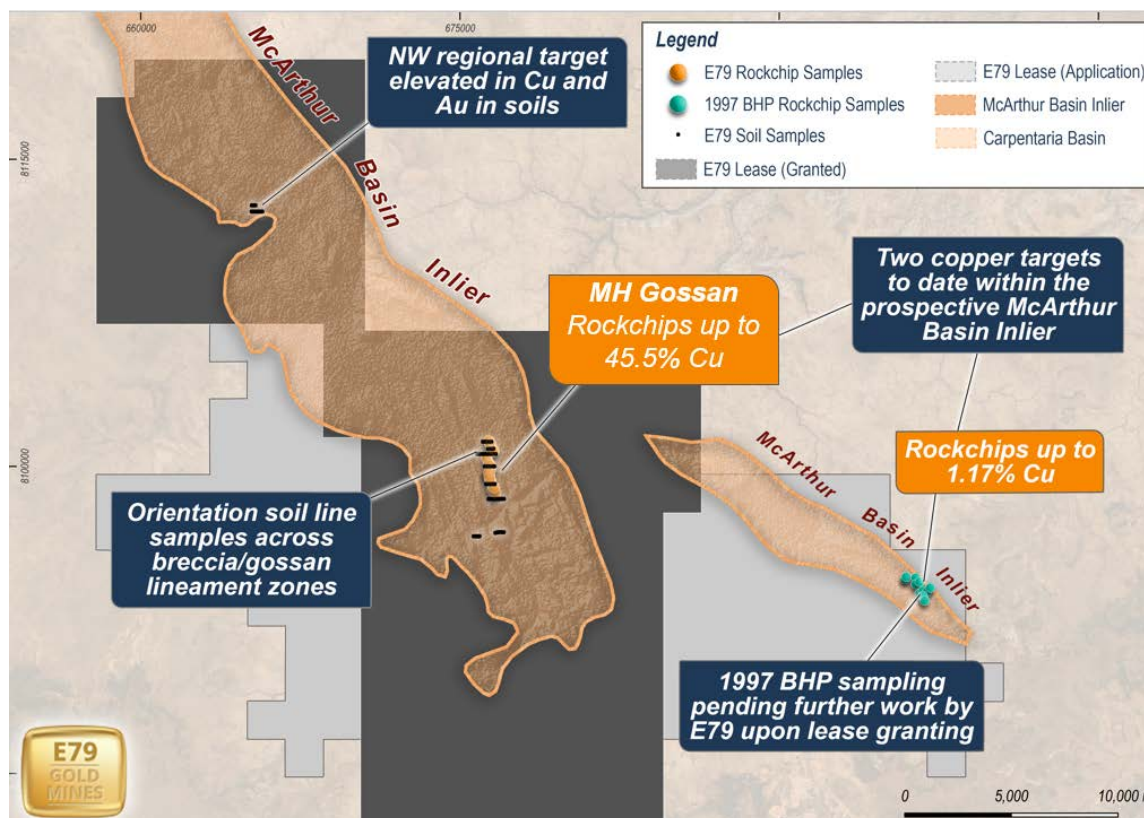 660000
675000
McArthur
Basin
Inlier
NW regional target
elevated in Cu and
Au in soils
Legend
E79 Rockchip Samples
1997 BHP Rockchip Samples
E79 Soil Samples
E79 Lease (Granted)
E79 Lease (Application)
McArthur Basin Inlier
Carpentaria Basin
8115000
MH Gossan
Rockchips up to
45.5% Cu
Two copper targets
to date within the
prospective McArthur
Basin Inlier
8100000
McArthur
Basin
Inlier
Rockchips up to
1.17% Cu
Orientation soil line
samples across
breccia/gossan
lineament zones
1997 BHP sampling
pending further work by
E79 upon lease granting
E79
GOLD
MINES
0 5,000 10,000